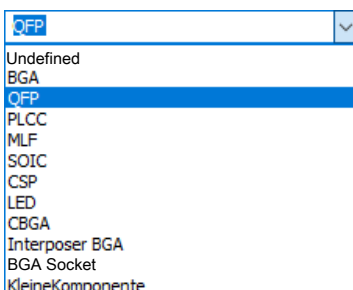 QFP
Undefined
BGA
QFP
PLCC
MLF
SOIC
CSP
LED
CBGA
Interposer BGA
BGA Socket
KleineKomponente